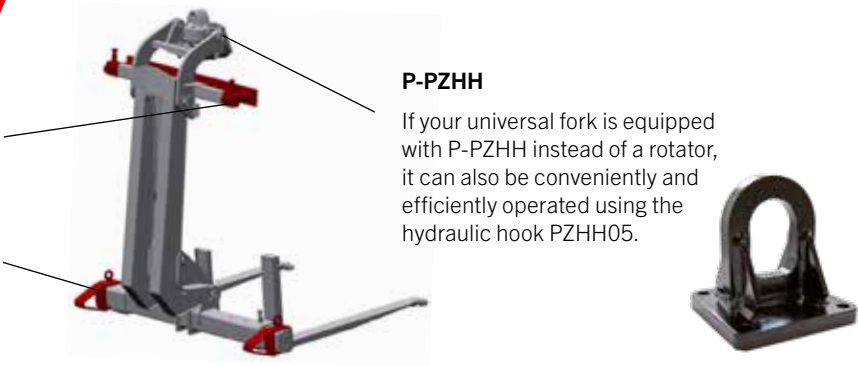 P-PZHH
If your universal fork is equipped
with P-PZHH instead of a rotator,
it can also be conveniently and
efficiently operated using the
hydraulic hook PZHH05.